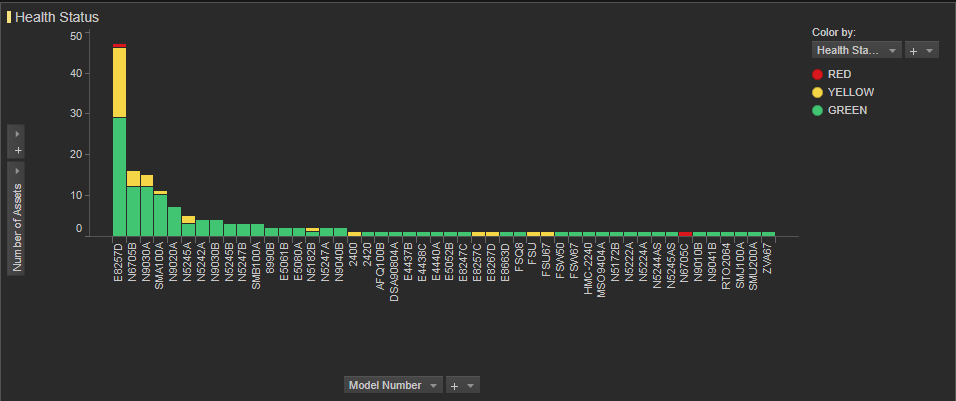 Health Status
Color by:
Health Sta...
+
RED
YELLOW
GREEN
50
40
30
20
10
0
+
Number of Assets
E8257D
N6705B
N9030A
SMA100A
N9020A
N5245A
N5242A
N9030B
N5245B
N5247B
SMB100A
8990B
E5061B
E5080A
N5182B
N5247A
N9040B
2400
2420
AFQ100B
DSA90804A
E4437B
E4438C
E4440A
E5052B
E8247C
E8257C
E8267D
E8663D
FSQ8
FSU
FSU67
FSW50
FSW67
HMC-2240
MSO9404A
N5172B
N5222A
N5224A
N5244AS
N5245AS
N6705C
N9010B
N9041B
RTO2064
SMJ100A
SMU200A
ZVA67
Model Number
+